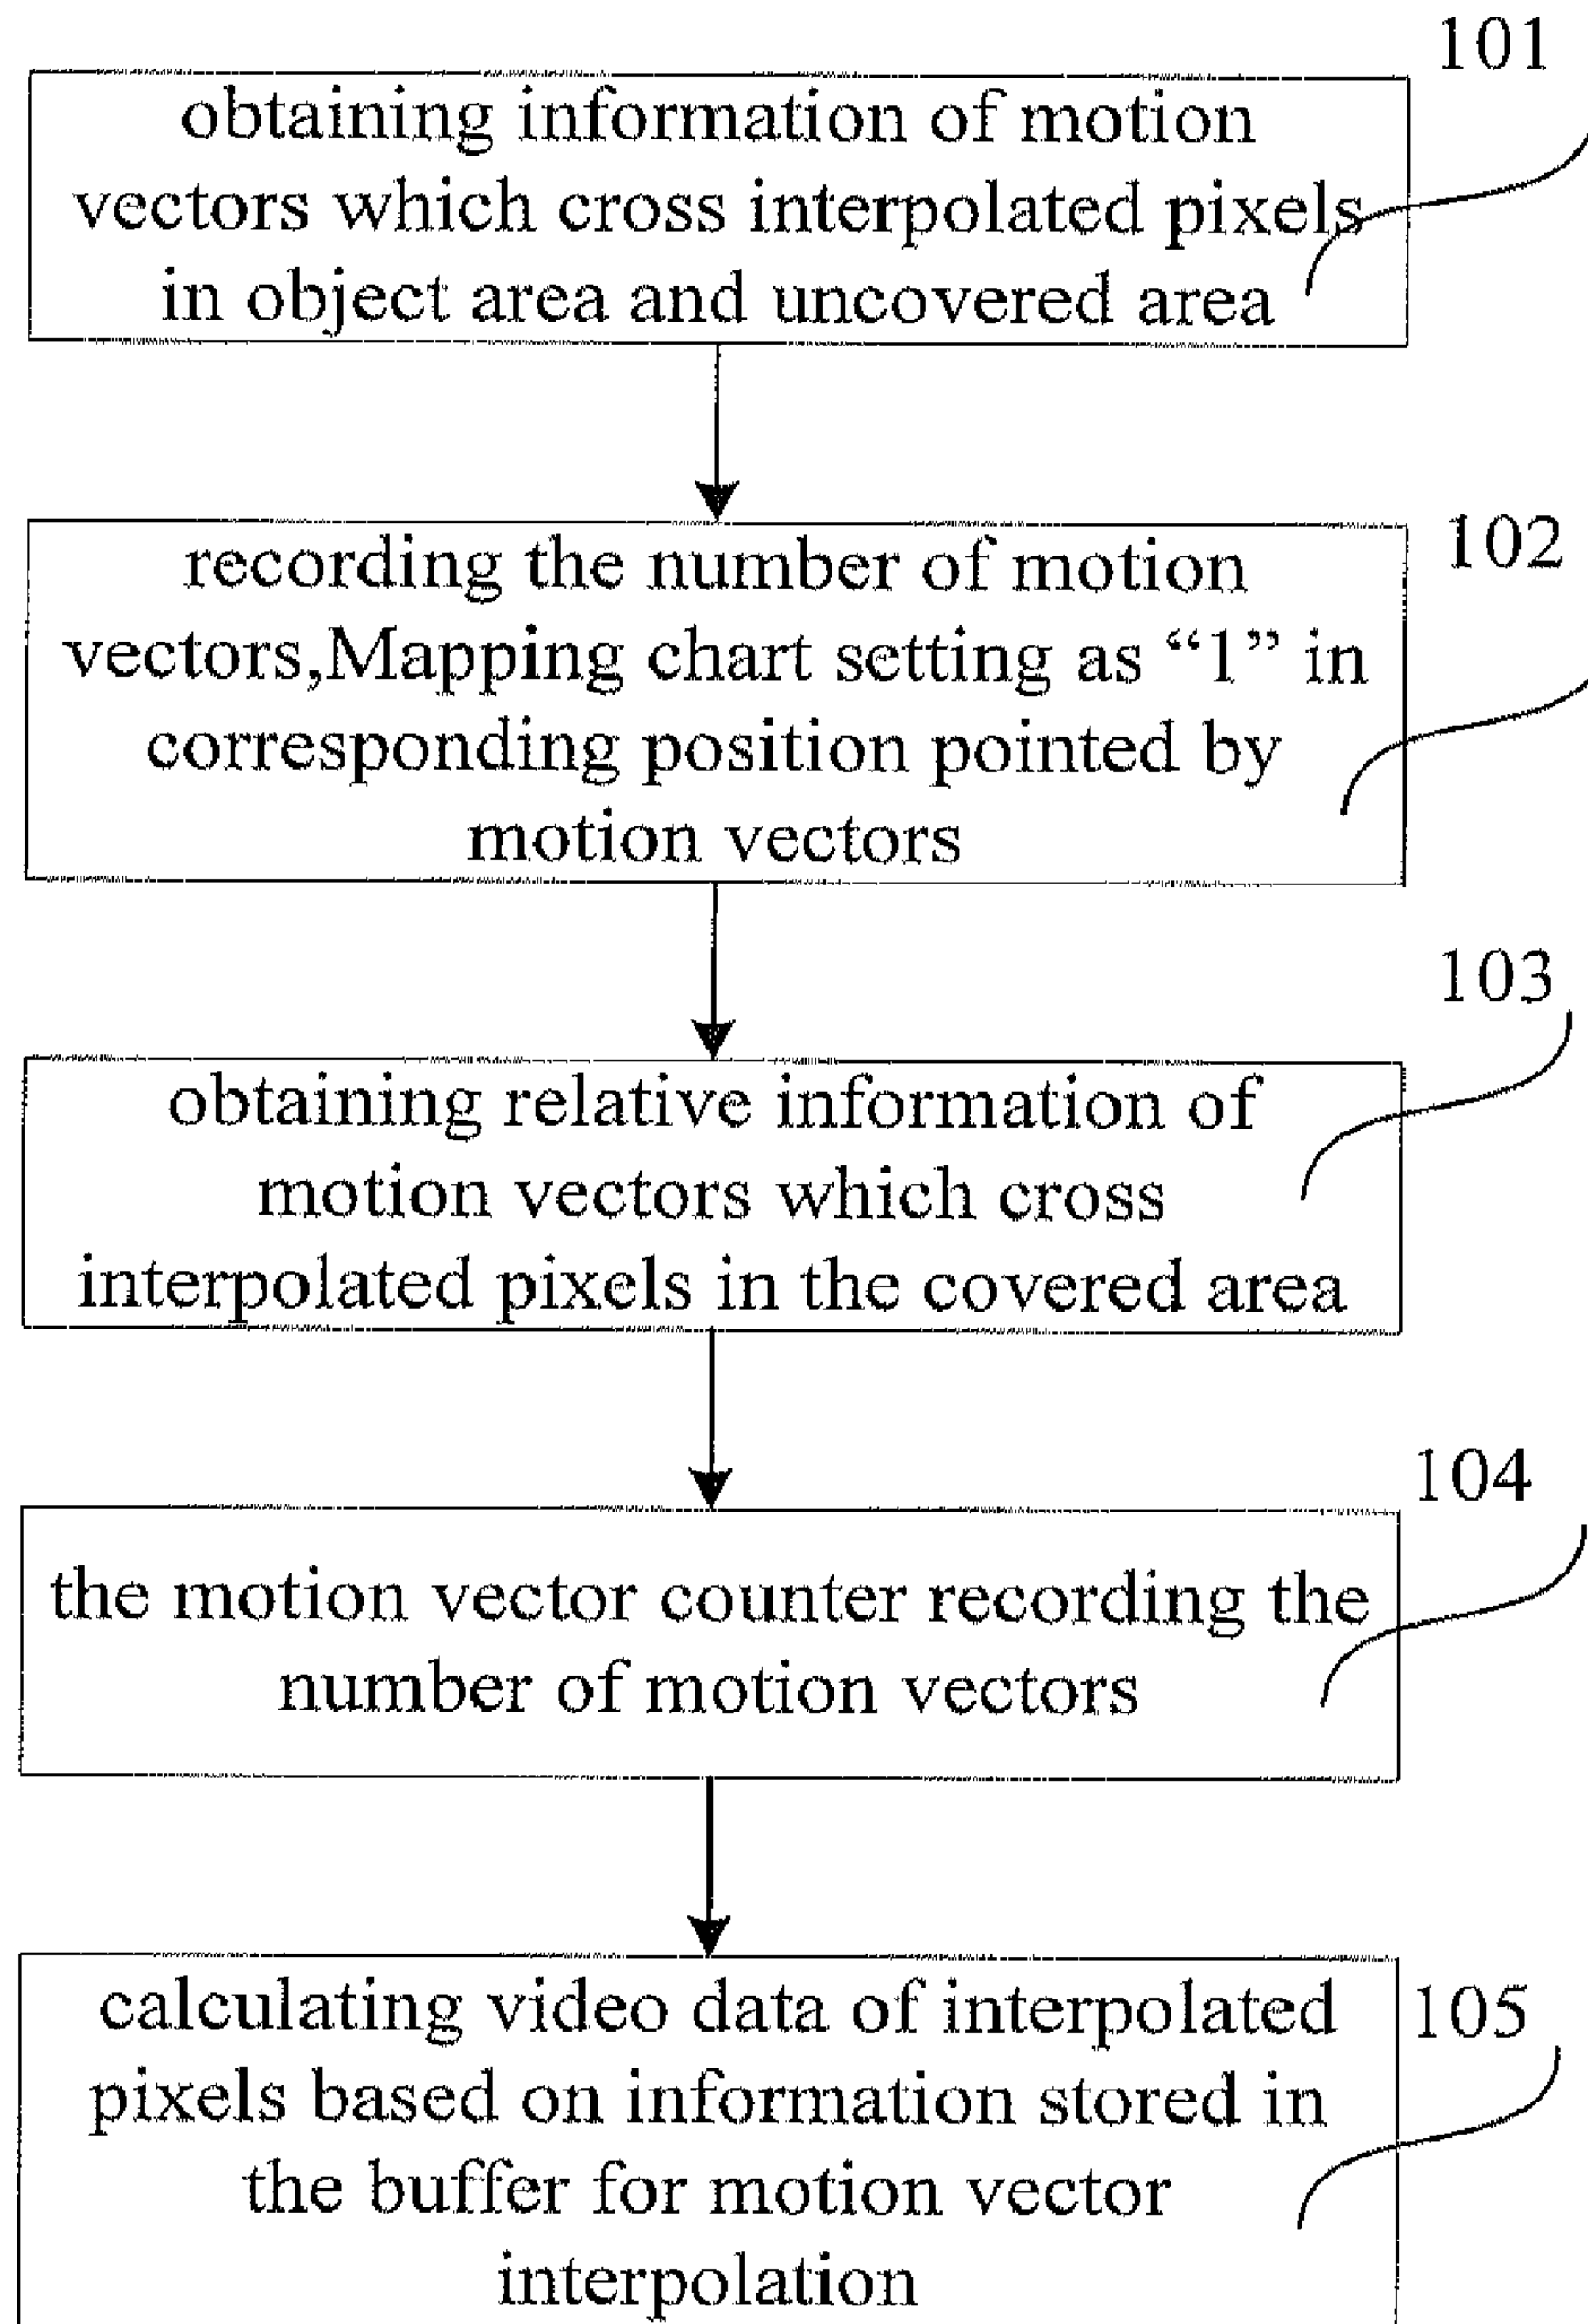 101
obtaining information of motion
vectors which cross interpolated pixels
in object area and uncovered area
102
recording the number of motion
vectors,Mapping chart setting as “1” in
corresponding position pointed by
motion vectors
103
obtaining relative information of
motion vectors which cross
interpolated pixels in the covered area
104
the motion vector counter recording the
number of motion vectors
105
calculating video data of interpolated
pixels based on information stored in
the buffer for motion vector
interpolation